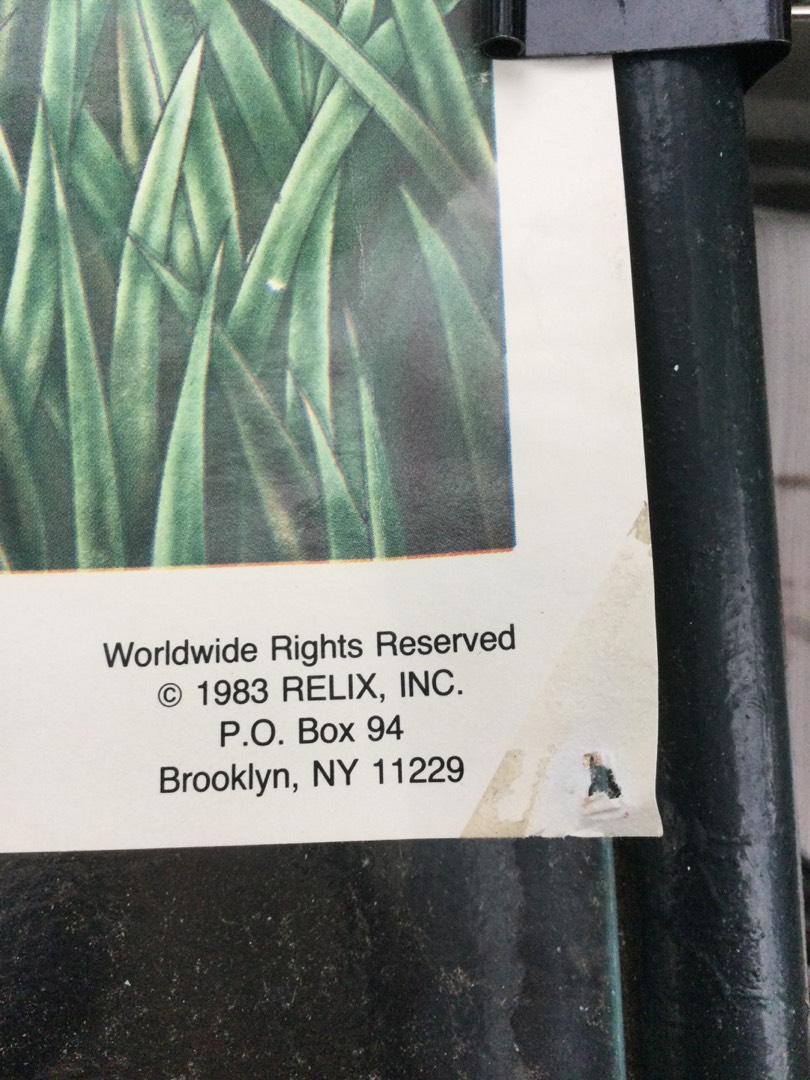 Worldwide Rights Reserved
© 1983 RELIX, INC.
P.O. Box 94
Brooklyn, NY 11229